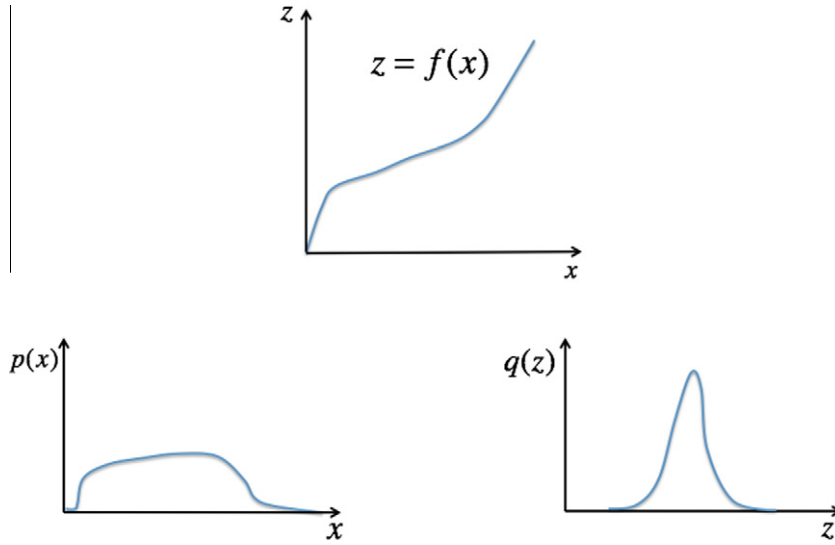 z
z = f(x)
x
p(x)
x
q(z)
z